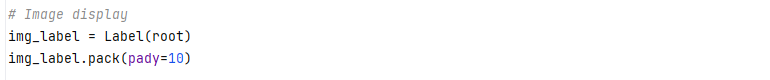 # Image display
img_label = Label(root)
img_label.pack(pady=10)